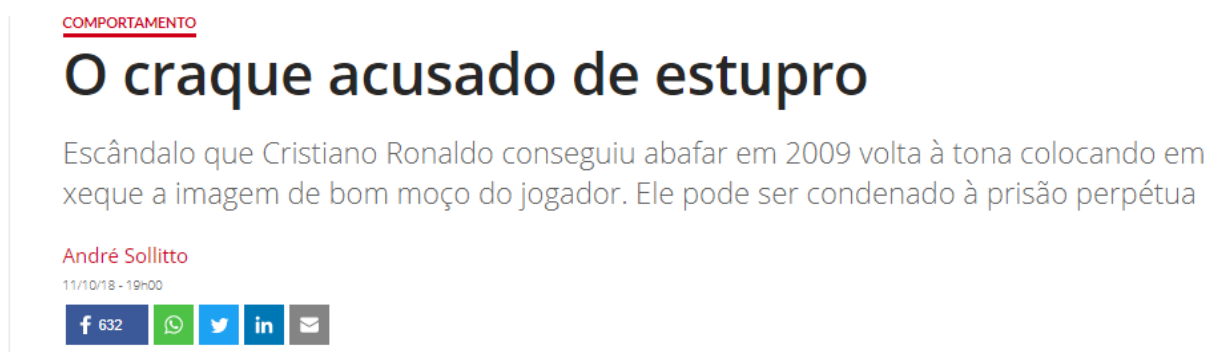 COMPORTAMENTO
O craque acusado de estupro
Escândalo que Cristiano Ronaldo conseguiu abafar em 2009 volta à tona colocando em
xeque a imagem de bom moço do jogador. Ele pode ser condenado à prisão perpétua
André Sollitto
11/10/18 - 19h00
f 632 in